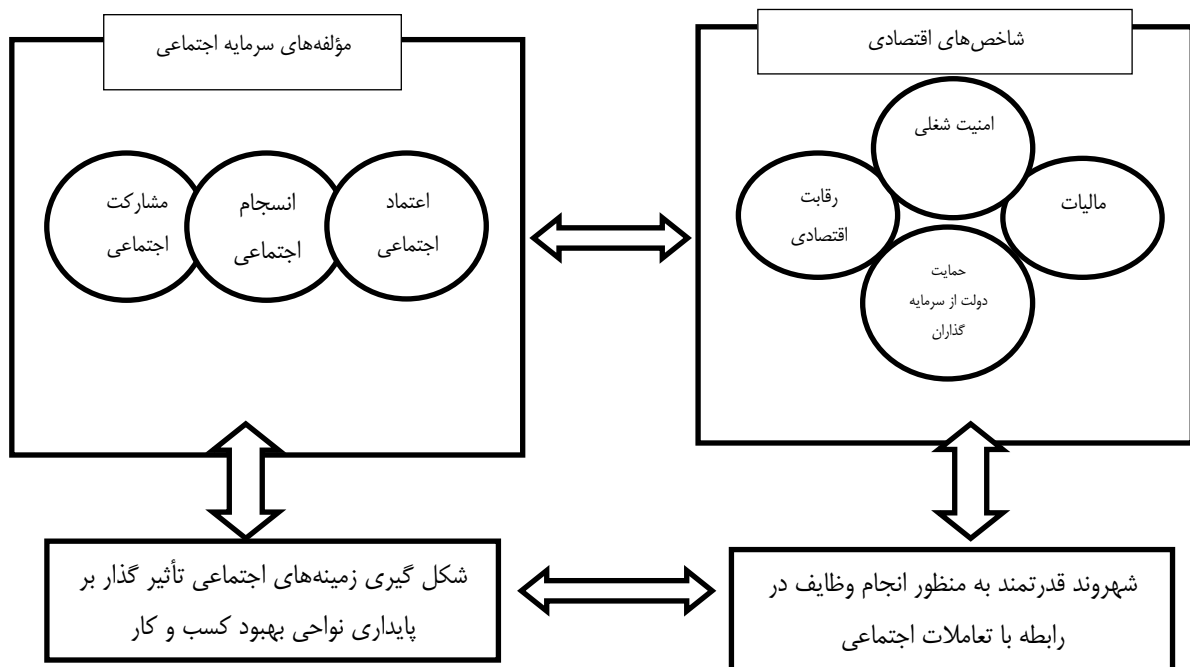 شاخص‌های اقتصادی
امنیت شغلی
مالیات
رقابت
اقتصادی
حمایت
دولت از سرمایه
گذاران
مؤلفه‌های سرمایه اجتماعی
اعتماد
اجتماعی
انسجام
اجتماعی
مشارکت
اجتماعی
شهروند قدرتمند به منظور انجام وظایف در
رابطه با تعاملات اجتماعی
شکل گیری زمینه‌های اجتماعی تأثیر گذار بر
پایداری نواحی بهبود کسب و کار